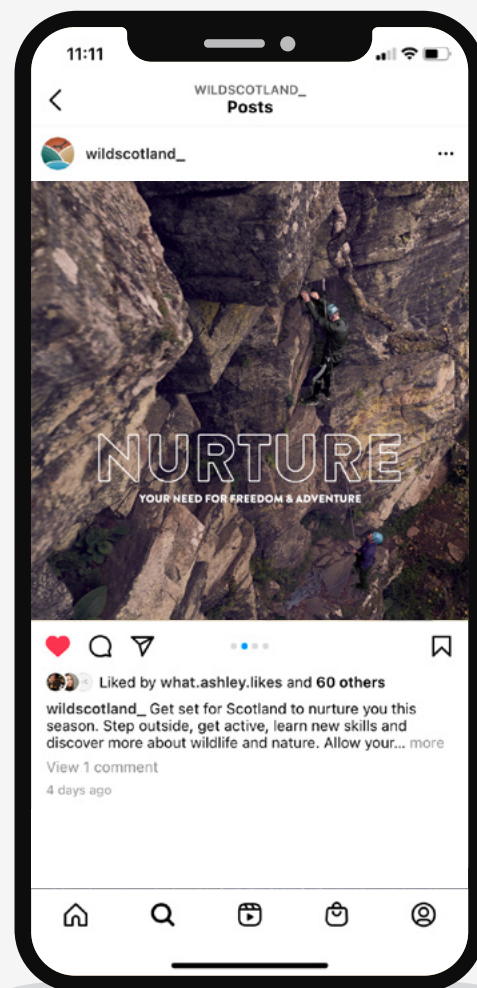 11:11
WILDSCOTLAND_
Posts
wildscotland_
NURTURE
YOUR NEED FOR FREEDOM & ADVENTURE
Liked by what.ashley.likes and 60 others
wildscotland_ Get set for Scotland to nurture you this
season. Step outside, get active, learn new skills and
discover more about wildlife and nature. Allow your... more
View 1 comment
4 days ago